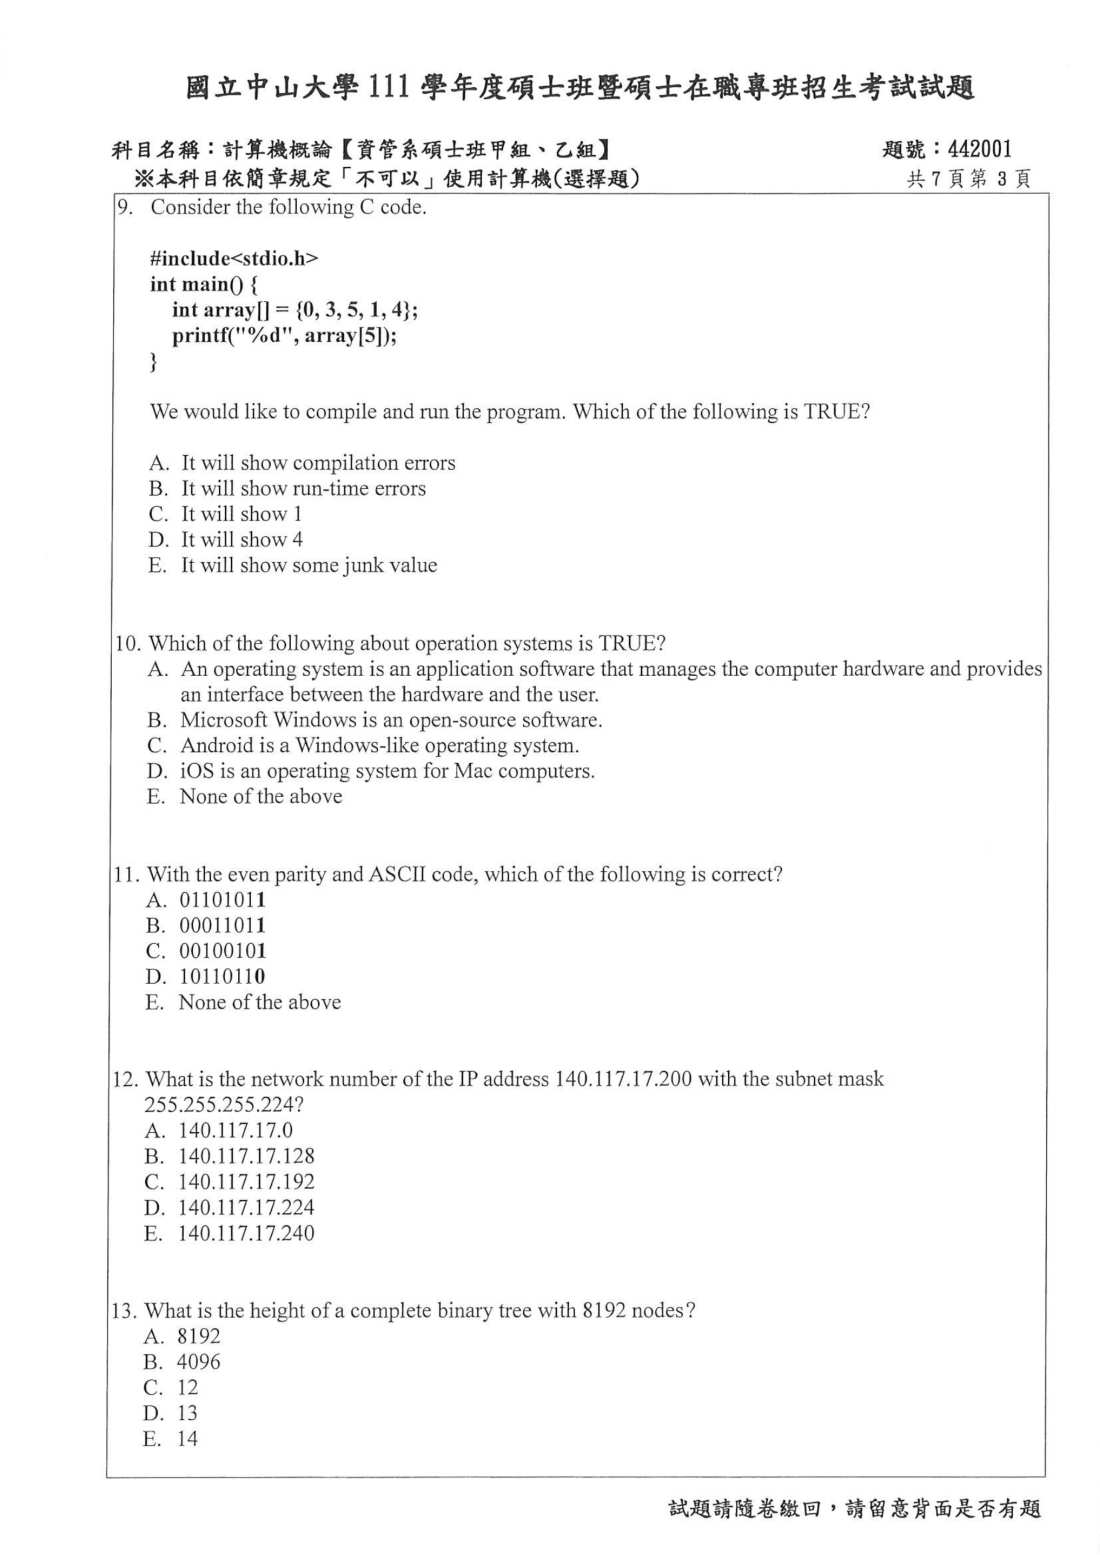 國立中山大學 111 學年度碩士班暨碩士在職專班招生考試試題
科目名稱：計算機概論【資管系碩士班甲組、乙組】
題號：442001
※本科目依簡章規定「不可以」使用計算機(選擇題)
共 7 頁第 3 頁
9. Consider the following C code.
#include<stdio.h>
int main() {
int array[] = {0, 3, 5, 1, 4};
printf("%d", array[5]);
}
We would like to compile and run the program. Which of the following is TRUE?
A. It will show compilation errors
B. It will show run-time errors
C. It will show 1
D. It will show 4
E. It will show some junk value
10. Which of the following about operation systems is TRUE?
A. An operating system is an application software that manages the computer hardware and provides
an interface between the hardware and the user.
B. Microsoft Windows is an open-source software.
C. Android is a Windows-like operating system.
D. iOS is an operating system for Mac computers.
E. None of the above
11. With the even parity and ASCII code, which of the following is correct?
A. 01101011
B. 00011011
C. 00100101
D. 10110110
E. None of the above
12. What is the network number of the IP address 140.117.17.200 with the subnet mask
255.255.255.224?
A. 140.117.17.0
B. 140.117.17.128
C. 140.117.17.192
D. 140.117.17.224
E. 140.117.17.240
13. What is the height of a complete binary tree with 8192 nodes?
A. 8192
B. 4096
C. 12
D. 13
E. 14
試題請隨卷繳回，請留意背面是否有題